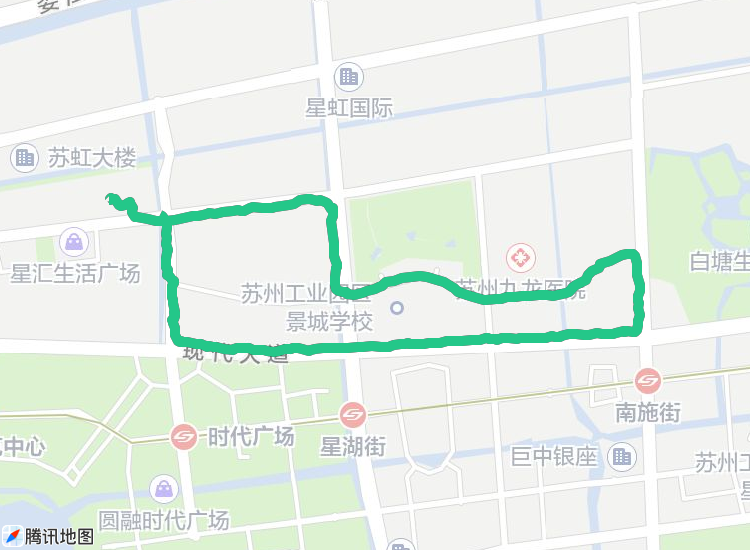 星虹国际
苏虹大楼
星汇生活广场
白塘生
苏州九龙医院
苏州工业园区
景城学校
现代大道
南施街
时代广场
星湖街
中心
巨中银座
苏州工
圆融时代广场
腾讯地图